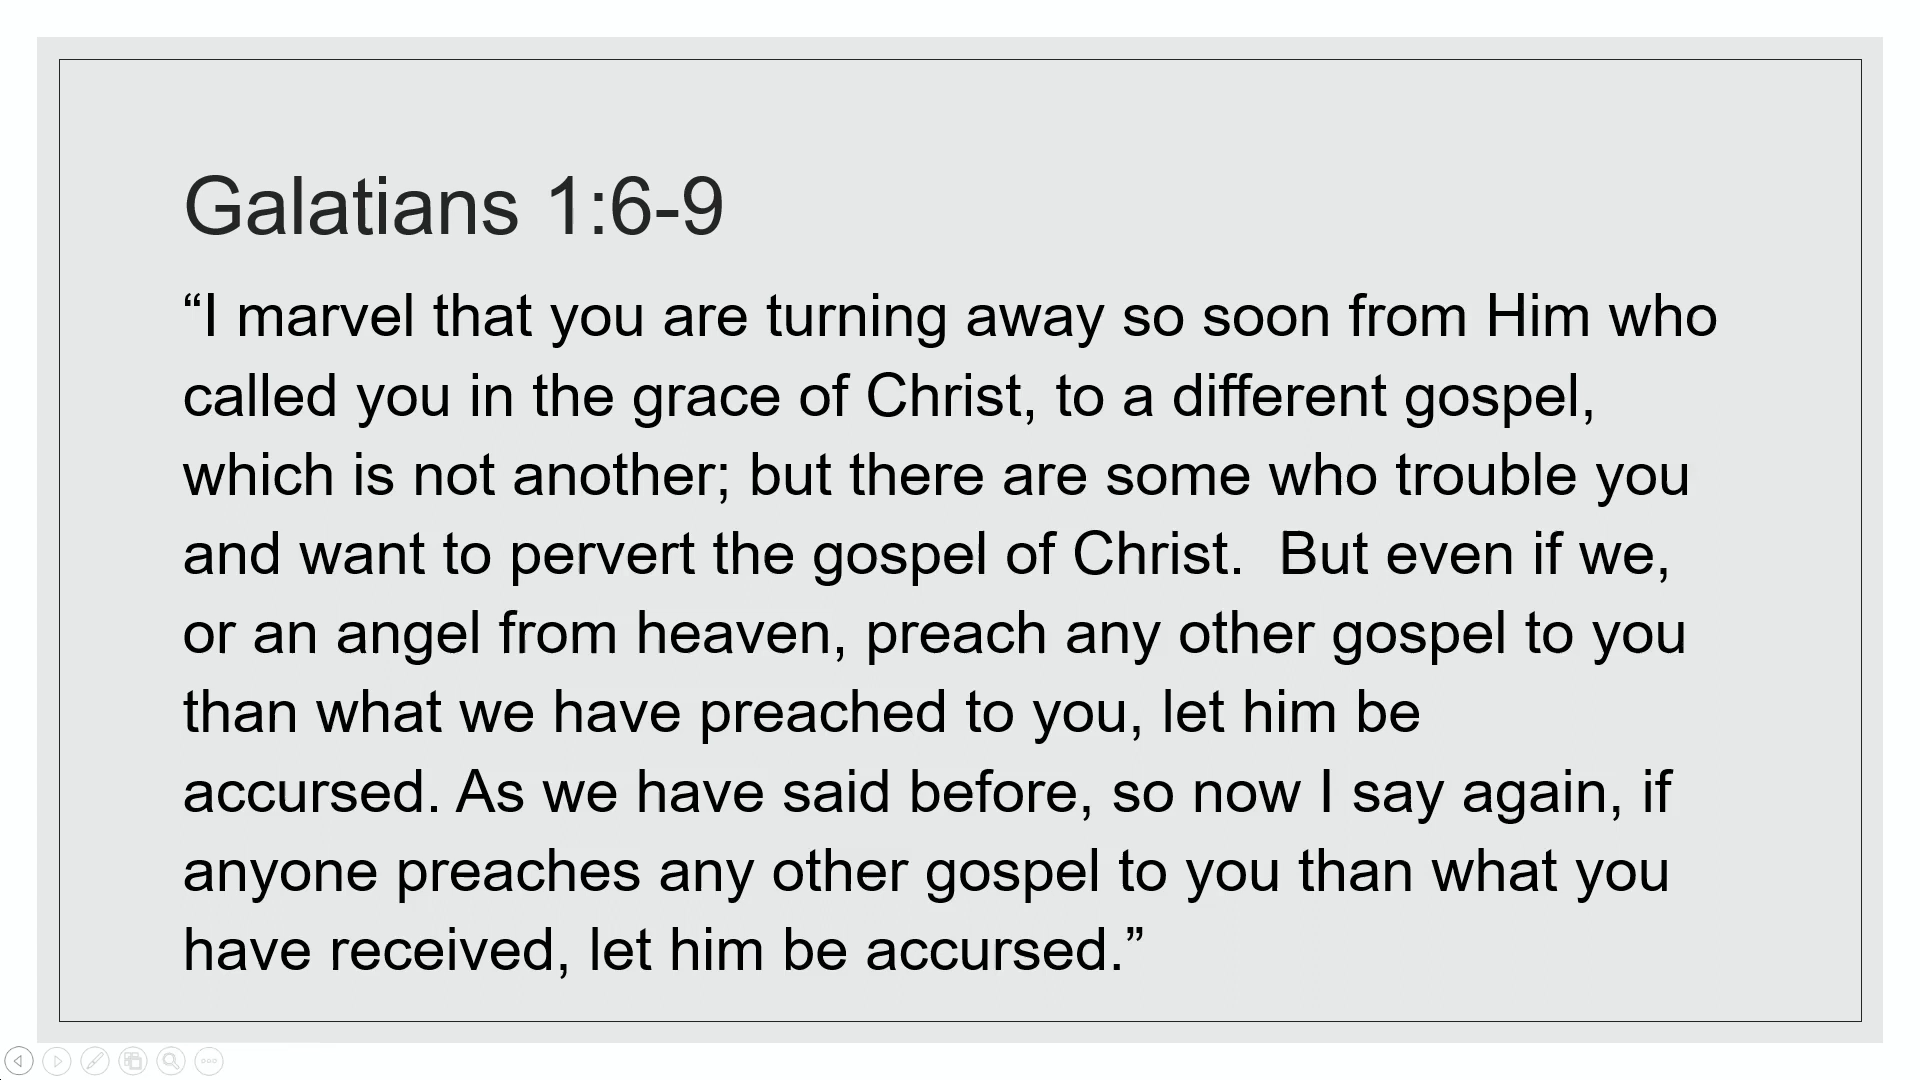 Galatians 1:6-9
“I marvel that you are turning away so soon from Him who
called you in the grace of Christ, to a different gospel,
which is not another; but there are some who trouble you
and want to pervert the gospel of Christ.  But even if we,
or an angel from heaven, preach any other gospel to you
than what we have preached to you, let him be
accursed. As we have said before, so now I say again, if
anyone preaches any other gospel to you than what you
have received, let him be accursed.”